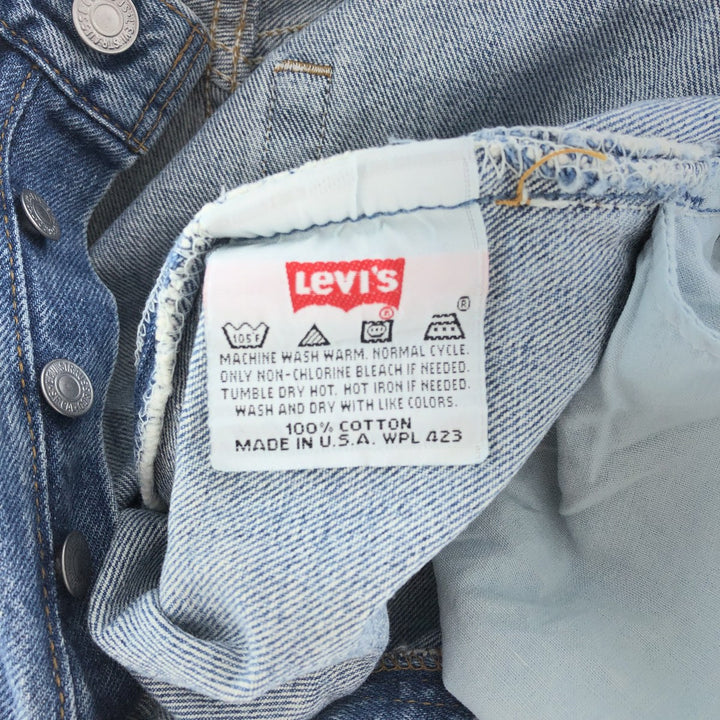 Levi's
®
®
105°F
MACHINE WASH WARM. NORMAL CYCLE.
ONLY NON-CHLORINE BLEACH IF NEEDED.
TUMBLE DRY HOT. HOT IRON IF NEEDED.
WASH AND DRY WITH LIKE COLORS.
100% COTTON
MADE IN U.S.A. WPL 423